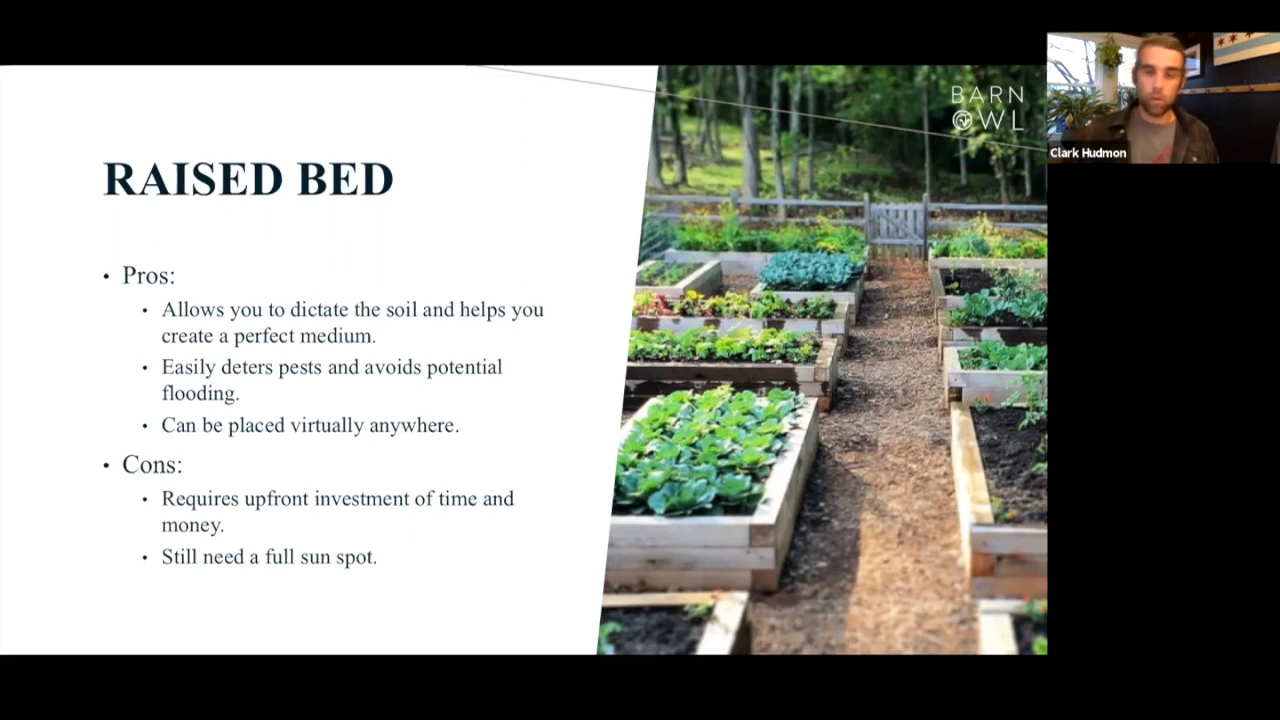 BARN
OWL
Clark Hudmon
RAISED BED
• Pros:
• Allows you to dictate the soil and helps you
create a perfect medium.
• Easily deters pests and avoids potential
flooding.
• Can be placed virtually anywhere.
• Cons:
• Requires upfront investment of time and
money.
• Still need a full sun spot.